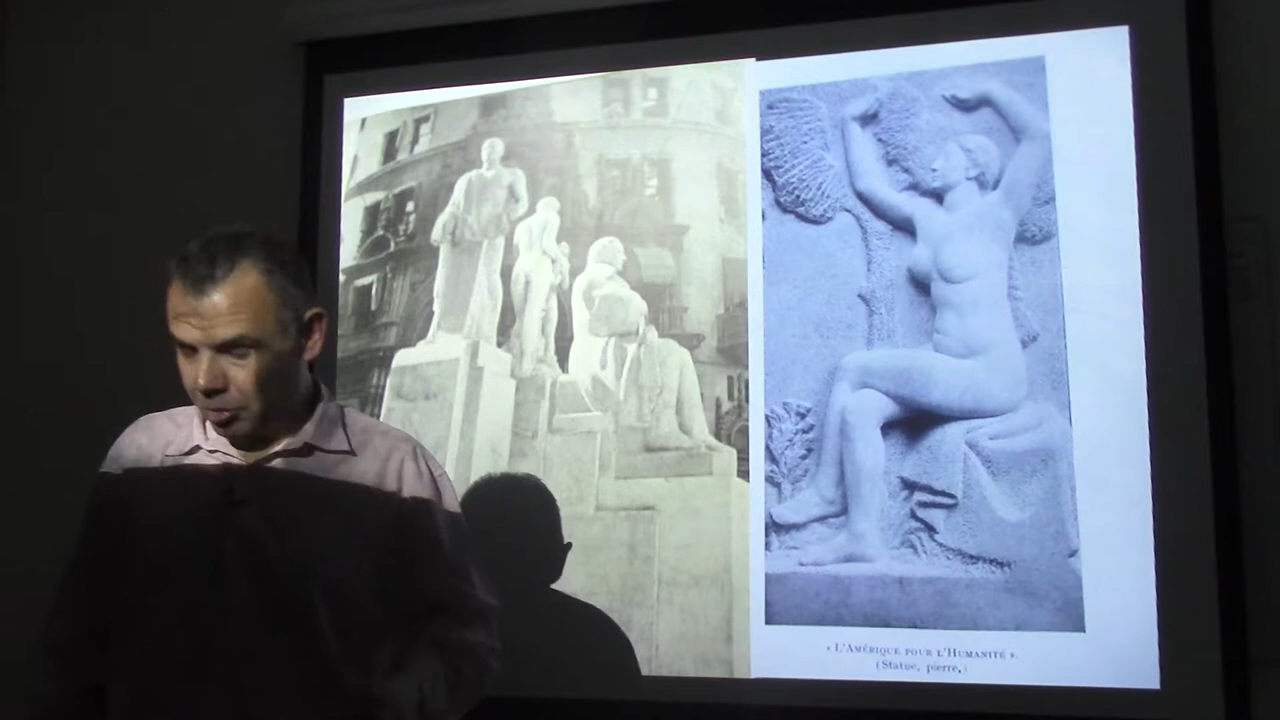 « L'Amérique pour l'Humanité ».
(Statue, pierre,)